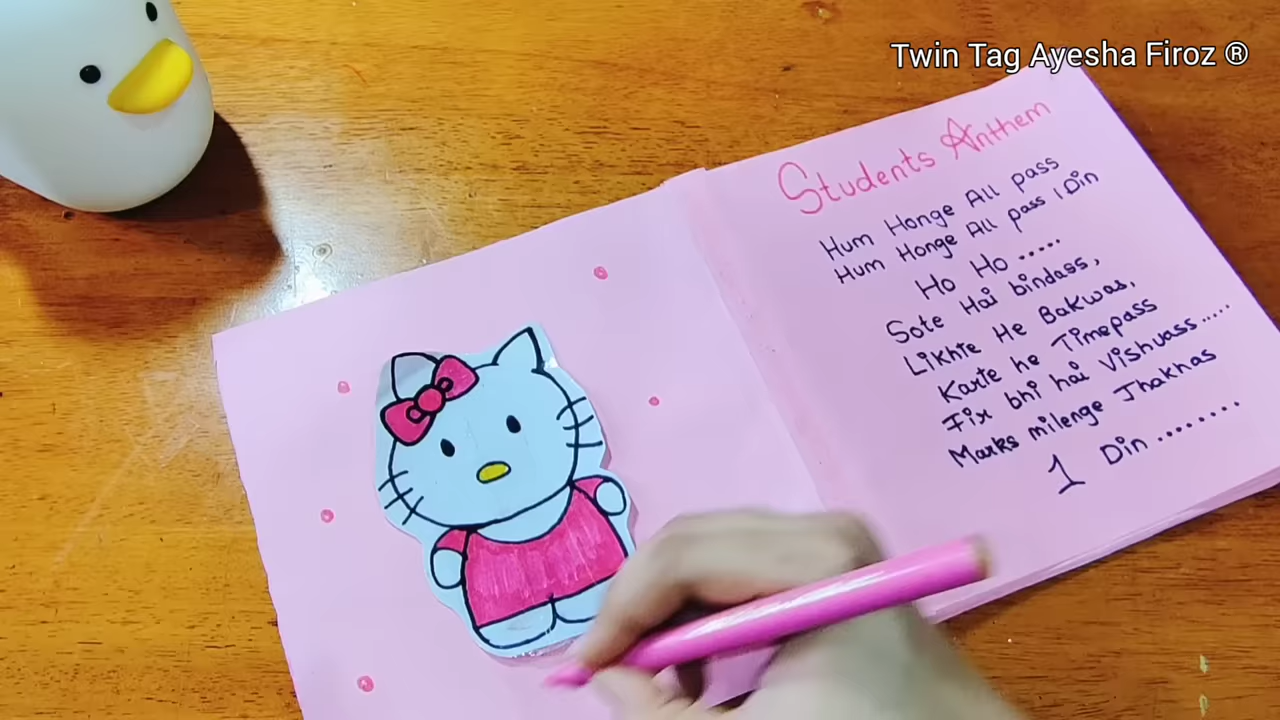 Twin Tag Ayesha Firoz ®
Students Anthem
Hum Honge All pass
Hum Honge All pass 1 Din
Ho Ho .....
Sote Hai bindass,
Likhte He Bakwas,
Karte he Timepass
Fir bhi hai Vishvass .....
Marks milenge Jhakhas
1 Din ........